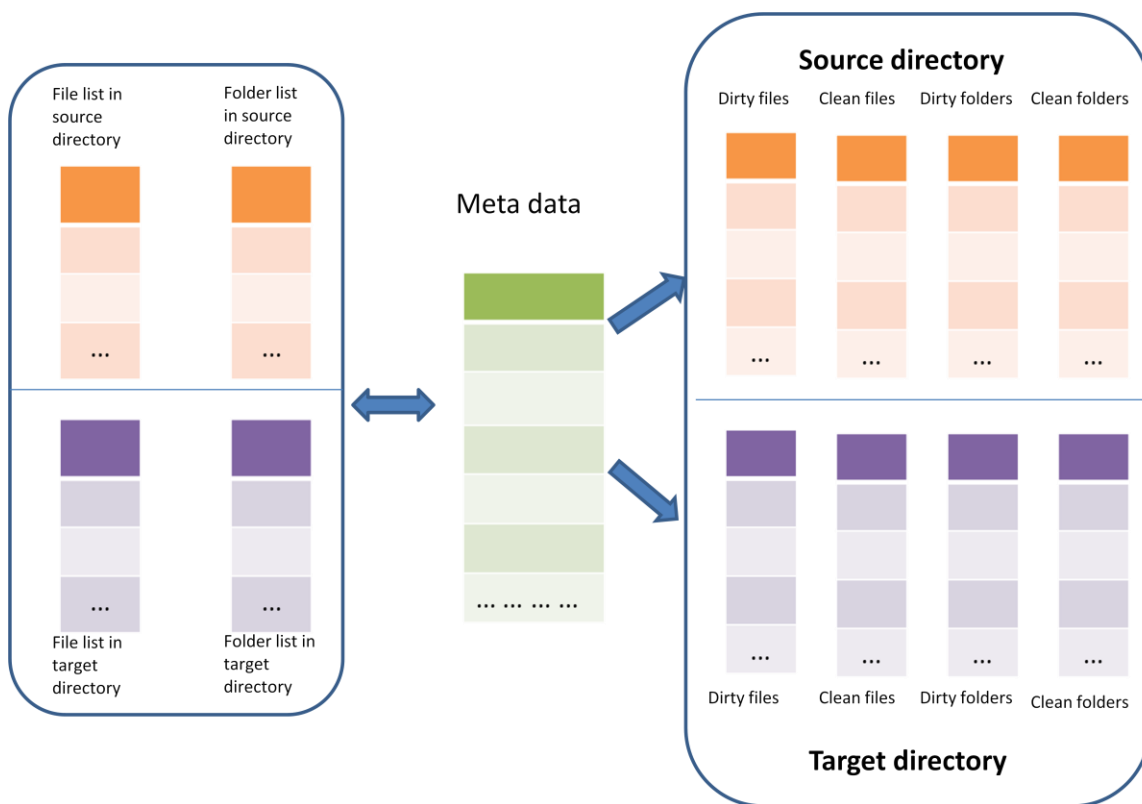 File list in
source
directory
Folder list
in source
directory
...
...
...
...
File list in
target
directory
Folder list in
target
directory
Meta data
... ... ... ...
Source directory
Dirty files
Clean files
Dirty folders
Clean folders
...
...
...
...
...
...
...
...
Dirty files
Clean files
Dirty folders
Clean folders
Target directory